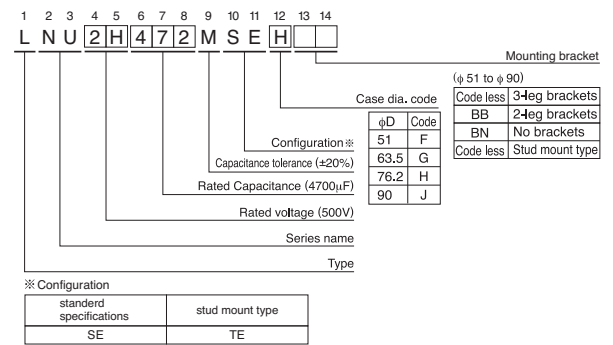 1 2 3 4 5 6 7 8 9 10 11 12 13 14
L N U 2 H 4 7 2 M S E H
Mounting bracket
(φ 51 to φ 90)
Code less 3-leg brackets
BB 2-leg brackets
BN No brackets
Code less Stud mount type
Case dia. code
φD Code
51 F
63.5 G
76.2 H
90 J
Configuration※
Capacitance tolerance (±20%)
Rated Capacitance (4700μF)
Rated voltage (500V)
Series name
Type
※ Configuration
standerd specifications
stud mount type
SE TE